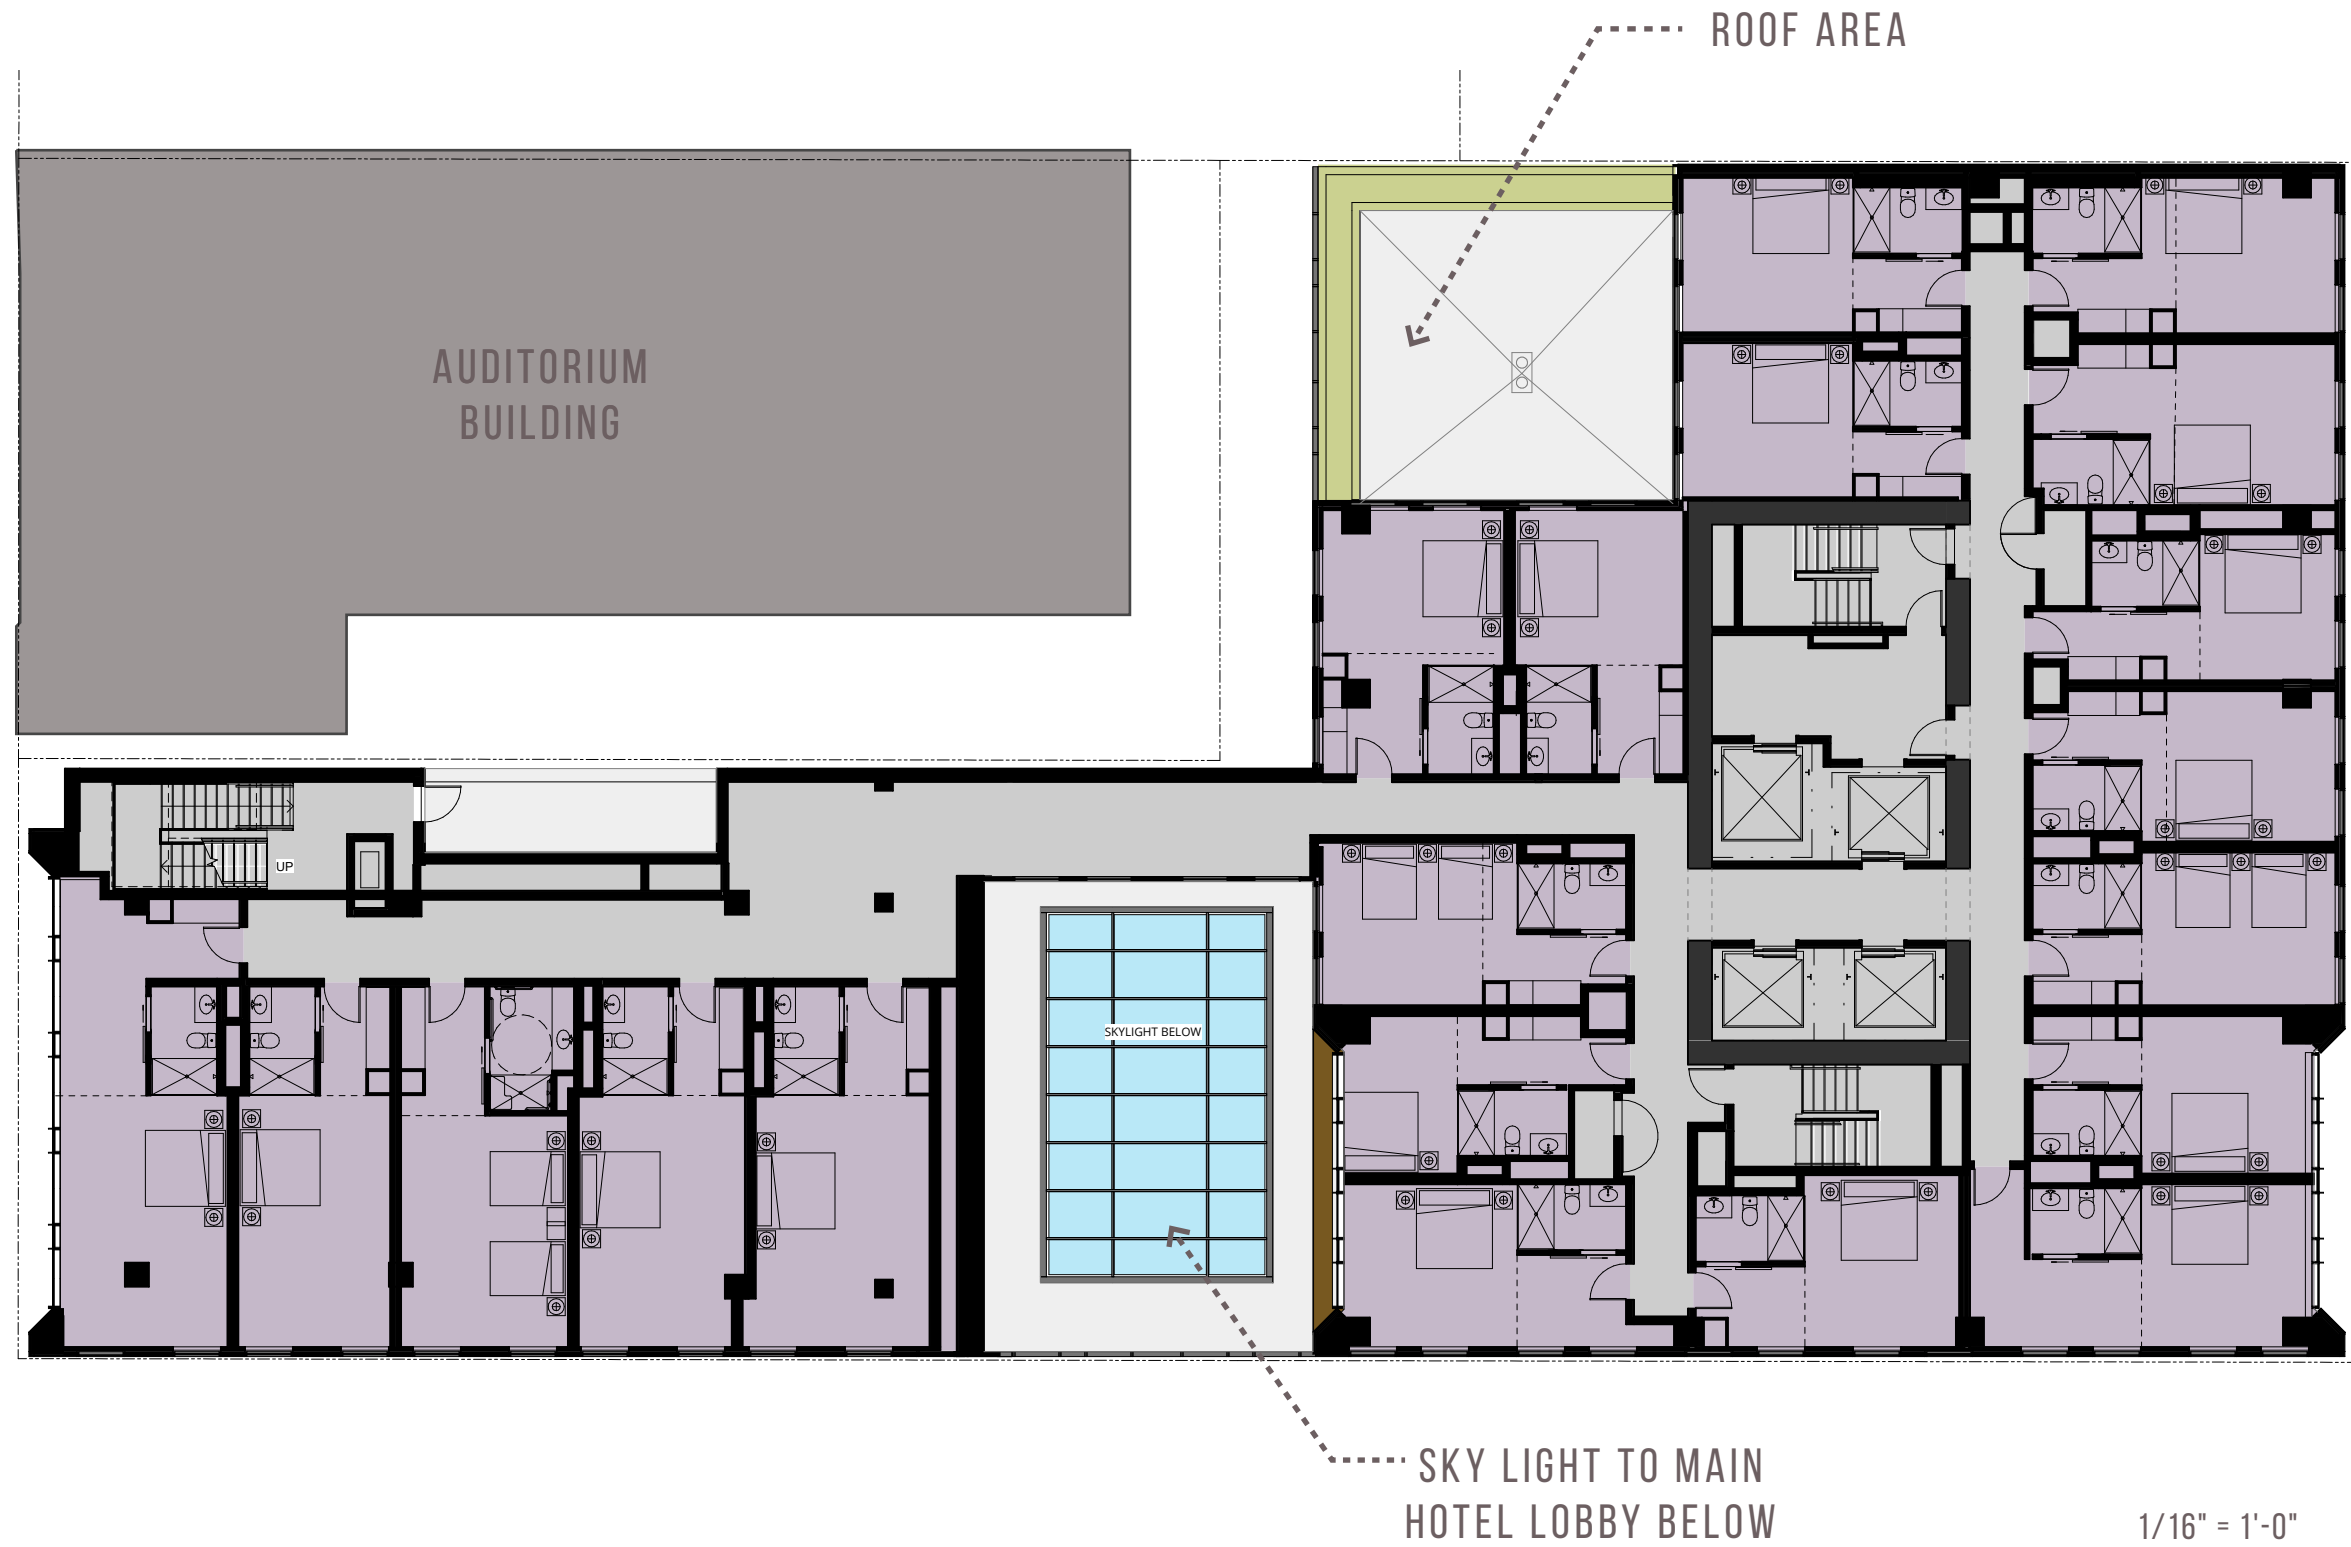 ROOF AREA
AUDITORIUM
BUILDING
UP
SKYLIGHT BELOW
SKY LIGHT TO MAIN
HOTEL LOBBY BELOW
1/16" = 1'-0"